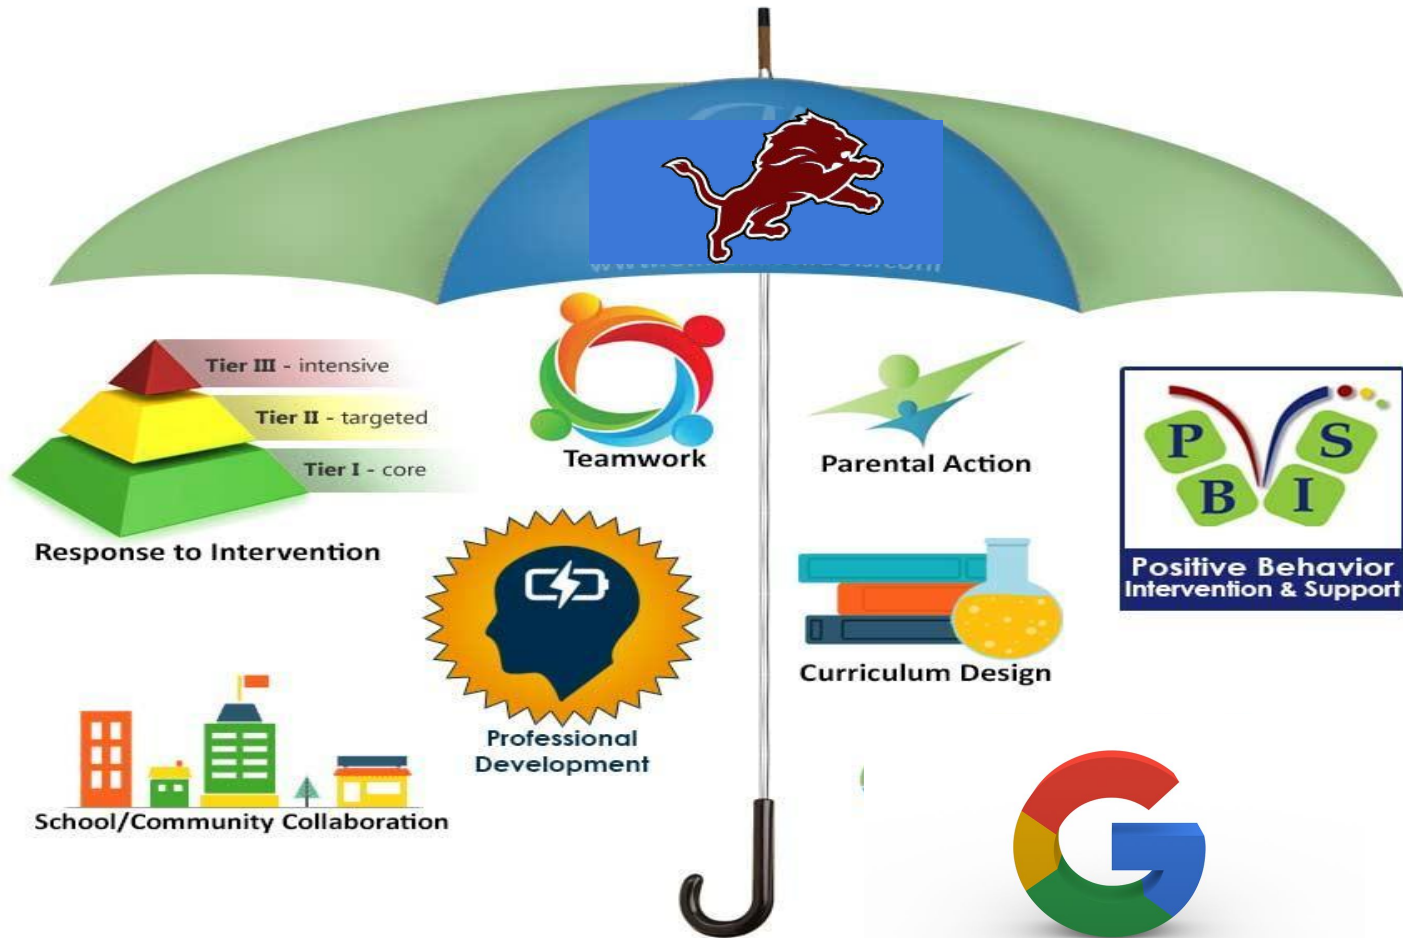 Tier III - intensive
Tier II - targeted
Tier I - core
Response to Intervention
Teamwork
Parental Action
P S
B I
Positive Behavior
Intervention & Support
Professional
Development
Curriculum Design
School/Community Collaboration
G